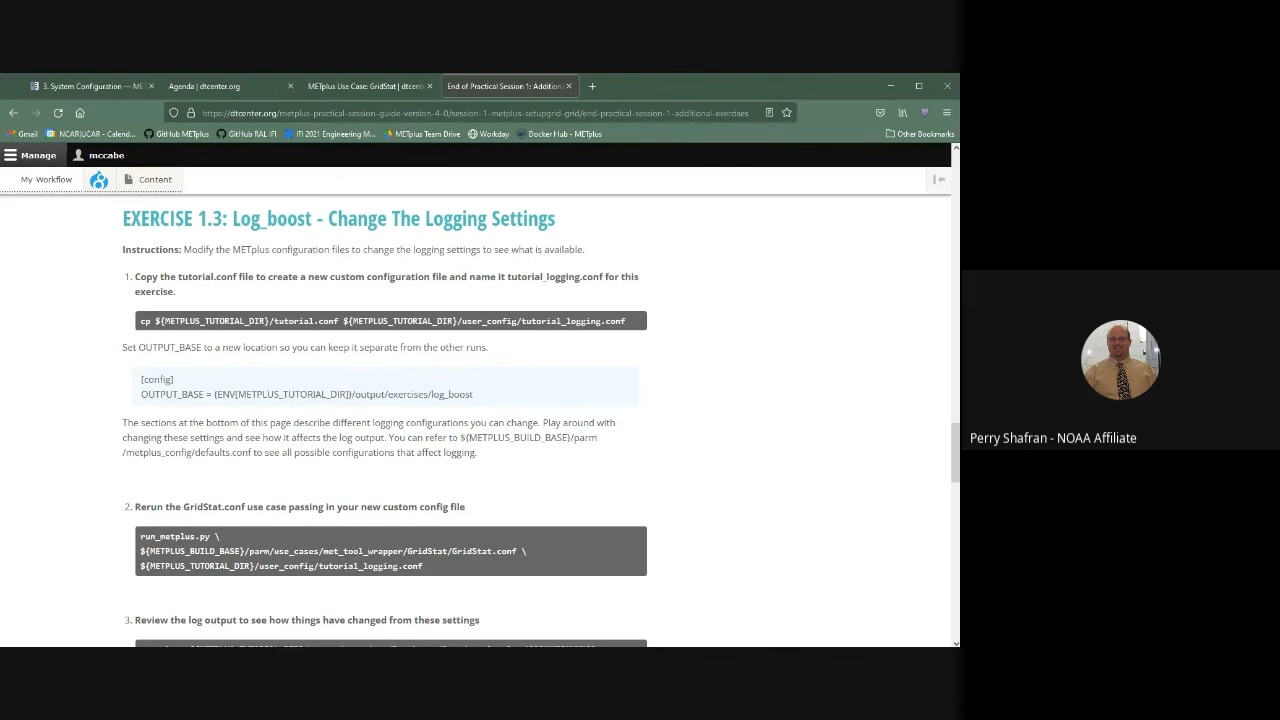 3. System Configuration — ME
Agenda | dtcenter.org
METplus Use Case: GridStat | dtcen
End of Practical Session 1: Addition
https://dtcenter.org/metplus-practical-session-guide-version-4-0/session-1-metplus-setupgrid-grid/end-practical-session-1-additional-exercises
Gmail
NCAR|UCAR - Calend...
GitHub METplus
GitHub RAL IFI
IFI 2021 Engineering M...
METplus Team Drive
Workday
Docker Hub - METplus
Other Bookmarks
Manage
mccabe
My Workflow
Content
EXERCISE 1.3: Log_boost - Change The Logging Settings
Instructions: Modify the METplus configuration files to change the logging settings to see what is available.
1. Copy the tutorial.conf file to create a new custom configuration file and name it tutorial_logging.conf for this
exercise.
cp ${METPLUS_TUTORIAL_DIR}/tutorial.conf ${METPLUS_TUTORIAL_DIR}/user_config/tutorial_logging.conf
Set OUTPUT_BASE to a new location so you can keep it separate from the other runs.
[config]
OUTPUT_BASE = {ENV[METPLUS_TUTORIAL_DIR]}/output/exercises/log_boost
The sections at the bottom of this page describe different logging configurations you can change. Play around with
changing these settings and see how it affects the log output. You can refer to ${METPLUS_BUILD_BASE}/parm
/metplus_config/defaults.conf to see all possible configurations that affect logging.
2. Rerun the GridStat.conf use case passing in your new custom config file
run_metplus.py \
${METPLUS_BUILD_BASE}/parm/use_cases/met_tool_wrapper/GridStat/GridStat.conf \
${METPLUS_TUTORIAL_DIR}/user_config/tutorial_logging.conf
3. Review the log output to see how things have changed from these settings
Perry Shafran - NOAA Affiliate